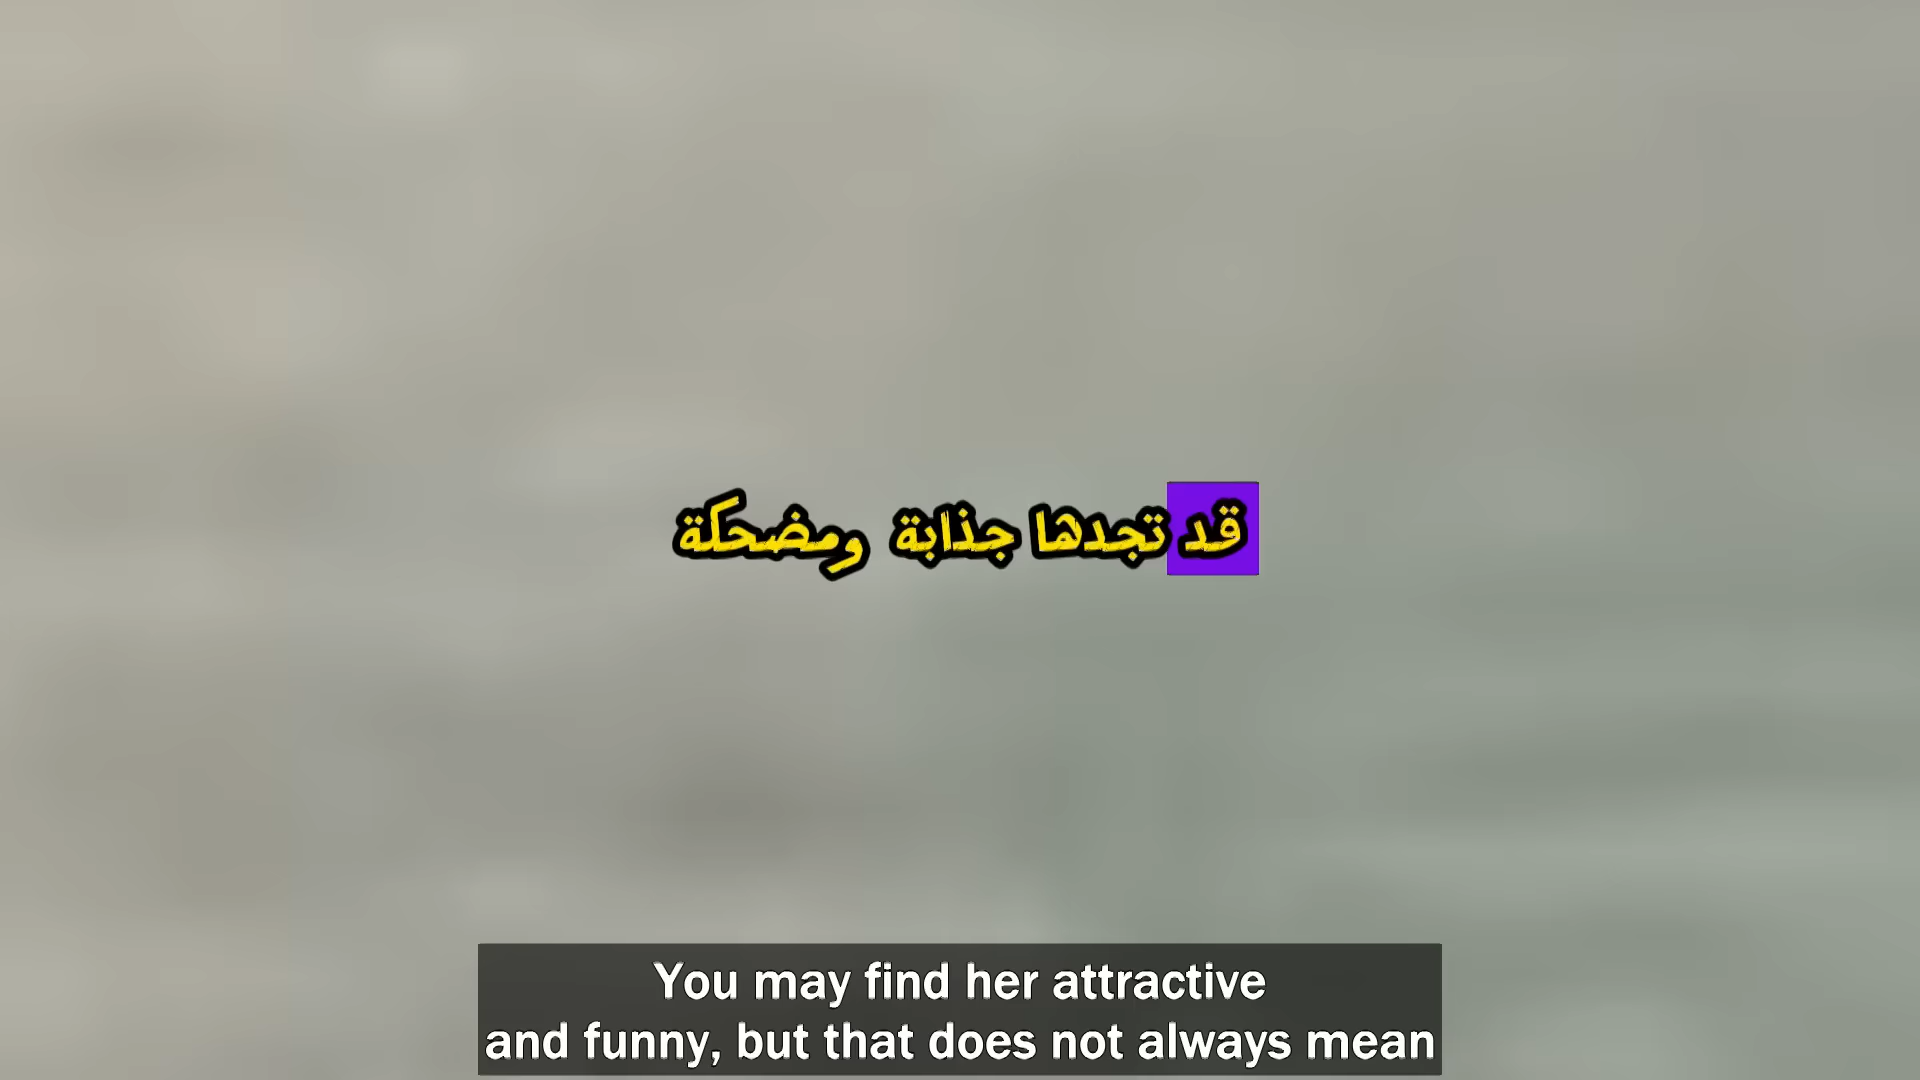 قد تجدها جذابة ومضحكة
You may find her attractive
and funny, but that does not always mean